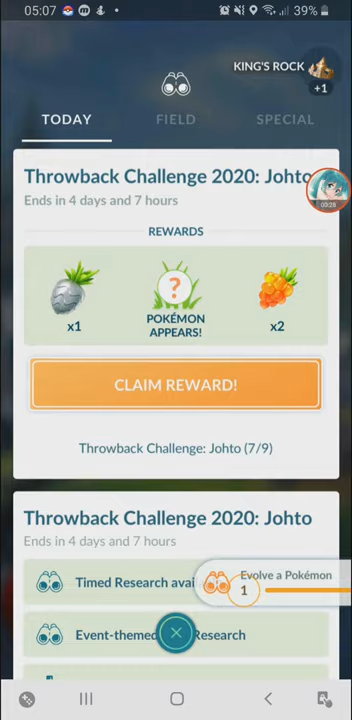 05:07
39%
KING'S ROCK
+1
TODAY
FIELD
SPECIAL
Throwback Challenge 2020: Johto
Ends in 4 days and 7 hours
00:28
REWARDS
?
x1
POKÉMON
APPEARS!
x2
CLAIM REWARD!
Throwback Challenge: Johto (7/9)
Throwback Challenge 2020: Johto
Ends in 4 days and 7 hours
Timed Research avai
Evolve a Pokémon
1
Event-themed Research